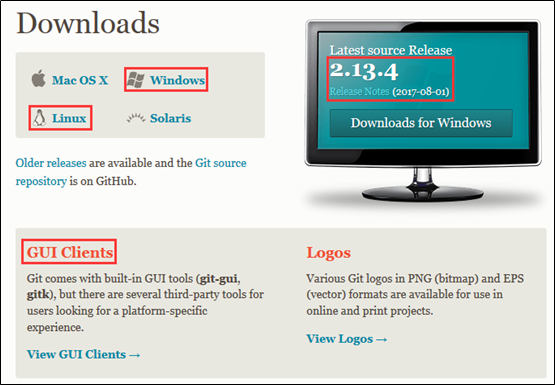 Downloads
Mac OS X
Windows
Linux
Solaris
Older releases are available and the Git source
repository is on GitHub.
Latest source Release
2.13.4
Release Notes (2017-08-01)
Downloads for Windows
GUI Clients
Git comes with built-in GUI tools (git-gui,
gitk), but there are several third-party tools for
users looking for a platform-specific
experience.
View GUI Clients →
Logos
Various Git logos in PNG (bitmap) and EPS
(vector) formats are available for use in
online and print projects.
View Logos →